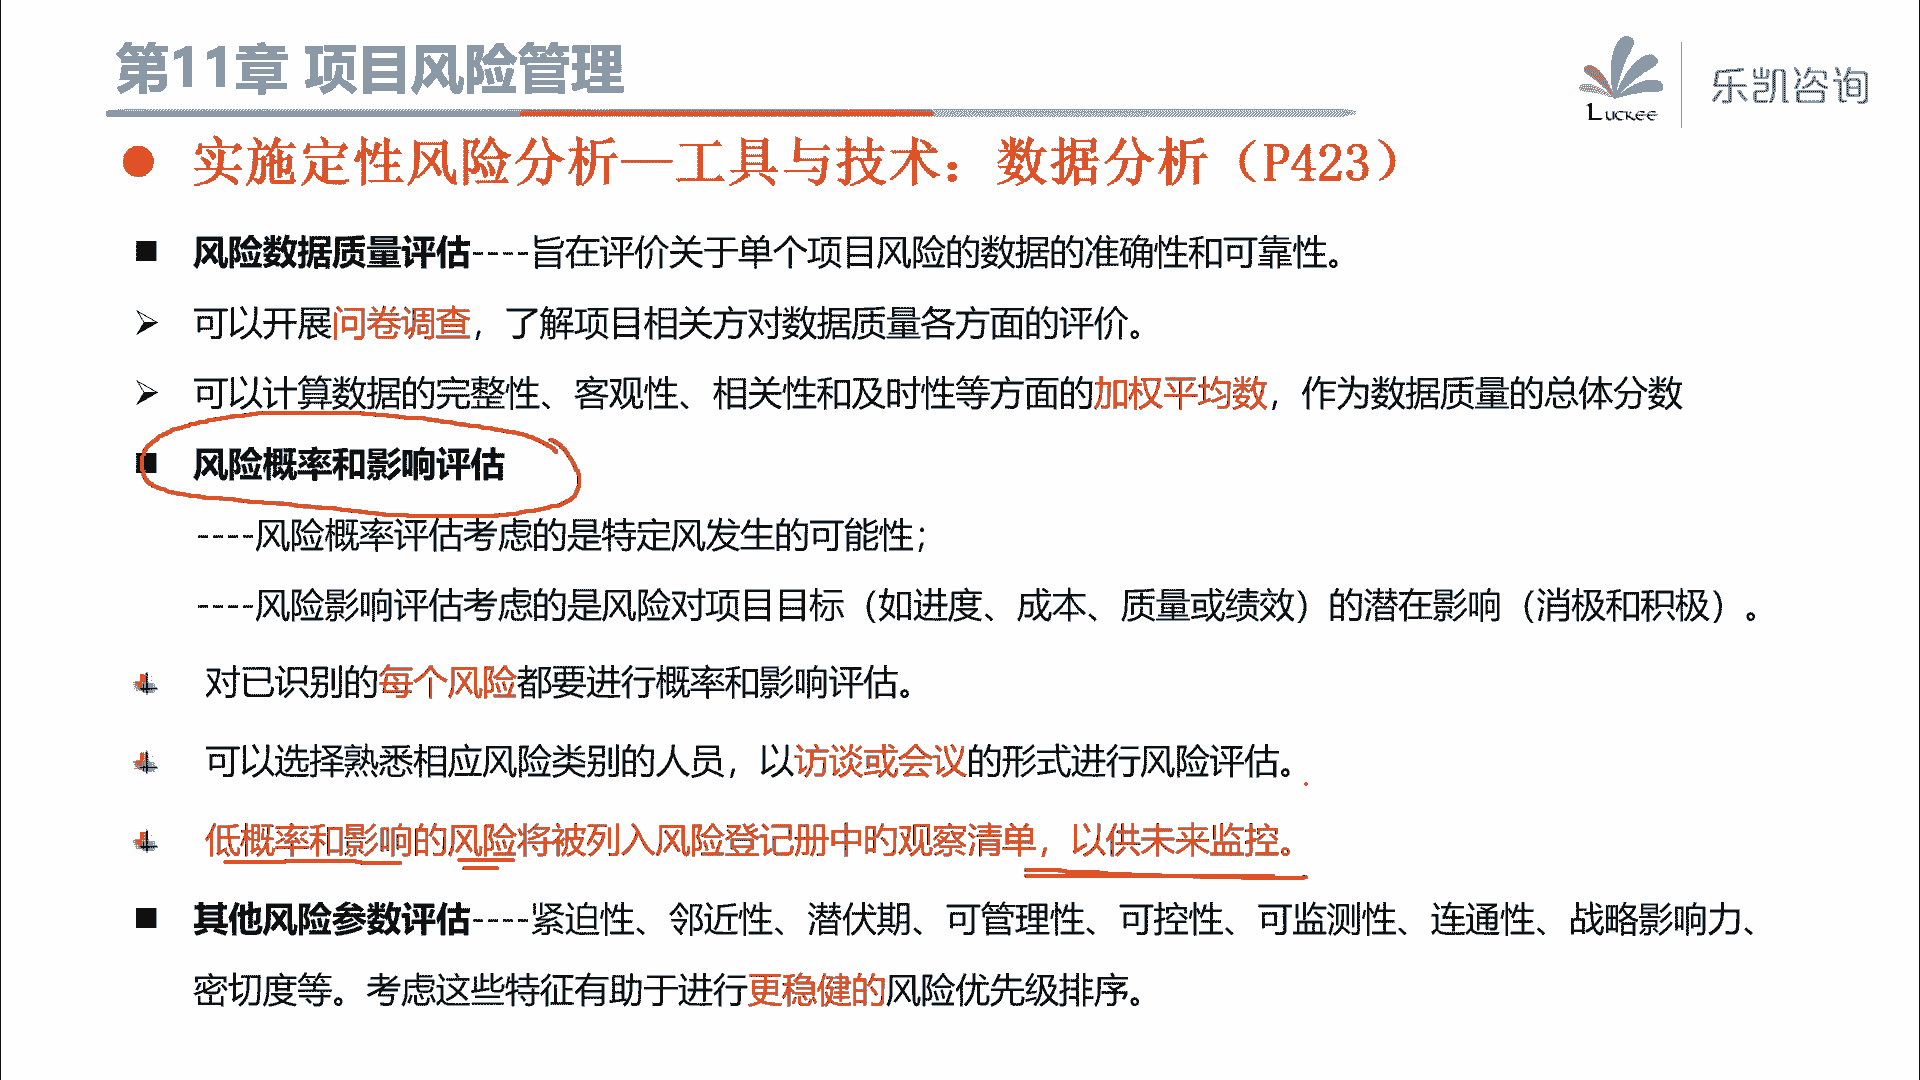 第11章 项目风险管理
Luckee
乐凯咨询
实施定性风险分析—工具与技术：数据分析（P423）
风险数据质量评估----旨在评价关于单个项目风险的数据的准确性和可靠性。
可以开展问卷调查，了解项目相关方对数据质量各方面的评价。
可以计算数据的完整性、客观性、相关性和及时性等方面的加权平均数，作为数据质量的总体分数
风险概率和影响评估
----风险概率评估考虑的是特定风发生的可能性；
----风险影响评估考虑的是风险对项目目标（如进度、成本、质量或绩效）的潜在影响（消极和积极）。
对已识别的每个风险都要进行概率和影响评估。
可以选择熟悉相应风险类别的人员，以访谈或会议的形式进行风险评估。
低概率和影响的风险将被列入风险登记册中的观察清单，以供未来监控。
其他风险参数评估----紧迫性、邻近性、潜伏期、可管理性、可控性、可监测性、连通性、战略影响力、
密切度等。考虑这些特征有助于进行更稳健的风险优先级排序。